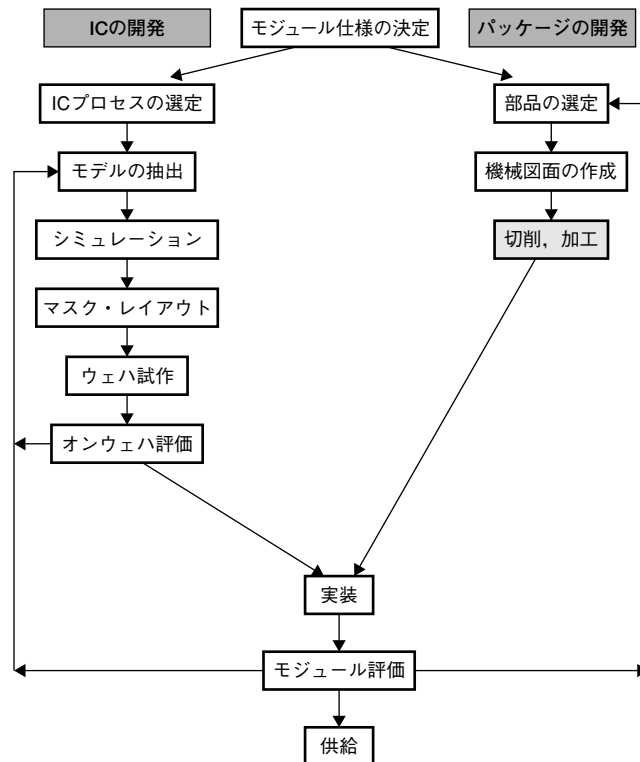 ICの開発
モジュール仕様の決定
パッケージの開発
ICプロセスの選定
部品の選定
モデルの抽出
機械図面の作成
シミュレーション
切削，加工
マスク・レイアウト
ウェハ試作
オンウェハ評価
実装
モジュール評価
供給